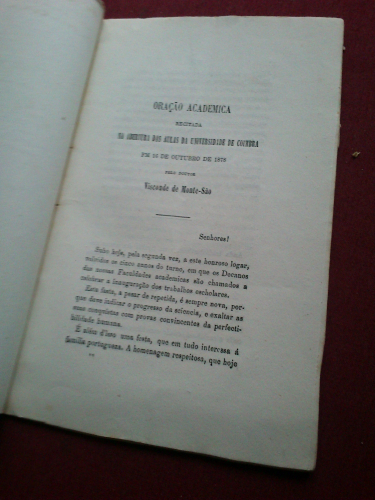 ORAÇÃO ACADEMICA
RECITADA
NA ABERTURA DAS AULAS DA UNIVERSIDADE DE COIMBRA
EM 16 DE OUTUBRO DE 1878
PELO DOUTOR
Visconde de Monte-São
Senhores!
Subo hoje, pela segunda vez, a este honroso logar,
volvidos os cinco annos do turno, em que os Decanos
das nossas Faculdades academicas são chamados a
celebrar a inauguração dos trabalhos escholares.
Esta festa, a pesar de repetida, é sempre nova, por-
que deve indicar o progresso da sciencia, e exaltar as
suas conquistas com provas convincentes da perfecti-
bilidade humana.
É além d'isso uma festa, que em tudo interessa á
familia portugueza. A homenagem respeitosa, que hoje
**